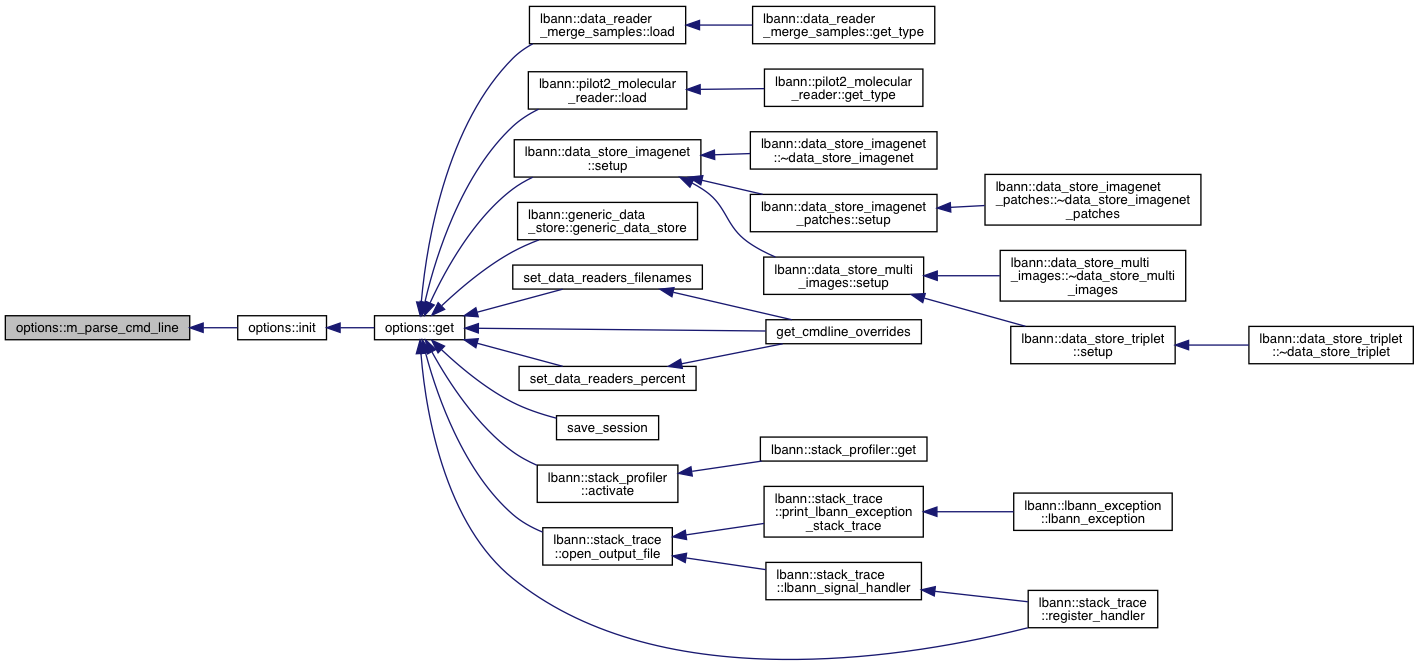 lbann::data_reader
_merge_samples::load
lbann::data_reader
_merge_samples::get_type
lbann::pilot2_molecular
_reader::load
lbann::pilot2_molecular
_reader::get_type
lbann::data_store_imagenet
::setup
lbann::data_store_imagenet
::~data_store_imagenet
lbann::data_store_imagenet
_patches::setup
lbann::data_store_imagenet
_patches::~data_store_imagenet
_patches
lbann::generic_data
_store::generic_data_store
lbann::data_store_multi
_images::setup
lbann::data_store_multi
_images::~data_store_multi
_images
set_data_readers_filenames
options::m_parse_cmd_line
options::init
options::get
get_cmdline_overrides
lbann::data_store_triplet
::setup
lbann::data_store_triplet
::~data_store_triplet
set_data_readers_percent
save_session
lbann::stack_profiler
::activate
lbann::stack_profiler::get
lbann::stack_trace
::open_output_file
lbann::stack_trace
::print_lbann_exception
_stack_trace
lbann::lbann_exception
::lbann_exception
lbann::stack_trace
::lbann_signal_handler
lbann::stack_trace
::register_handler